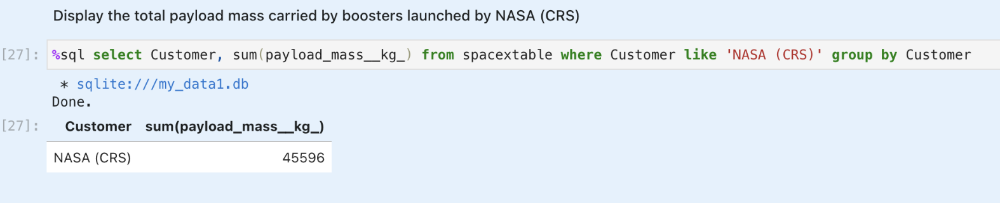 Display the total payload mass carried by boosters launched by NASA (CRS)
[27]: %sql select Customer, sum(payload_mass__kg_) from spacextable where Customer like 'NASA (CRS)' group by Customer
* sqlite:///my_data1.db
Done.
[27]: Customer sum(payload_mass__kg_)
NASA (CRS) 45596